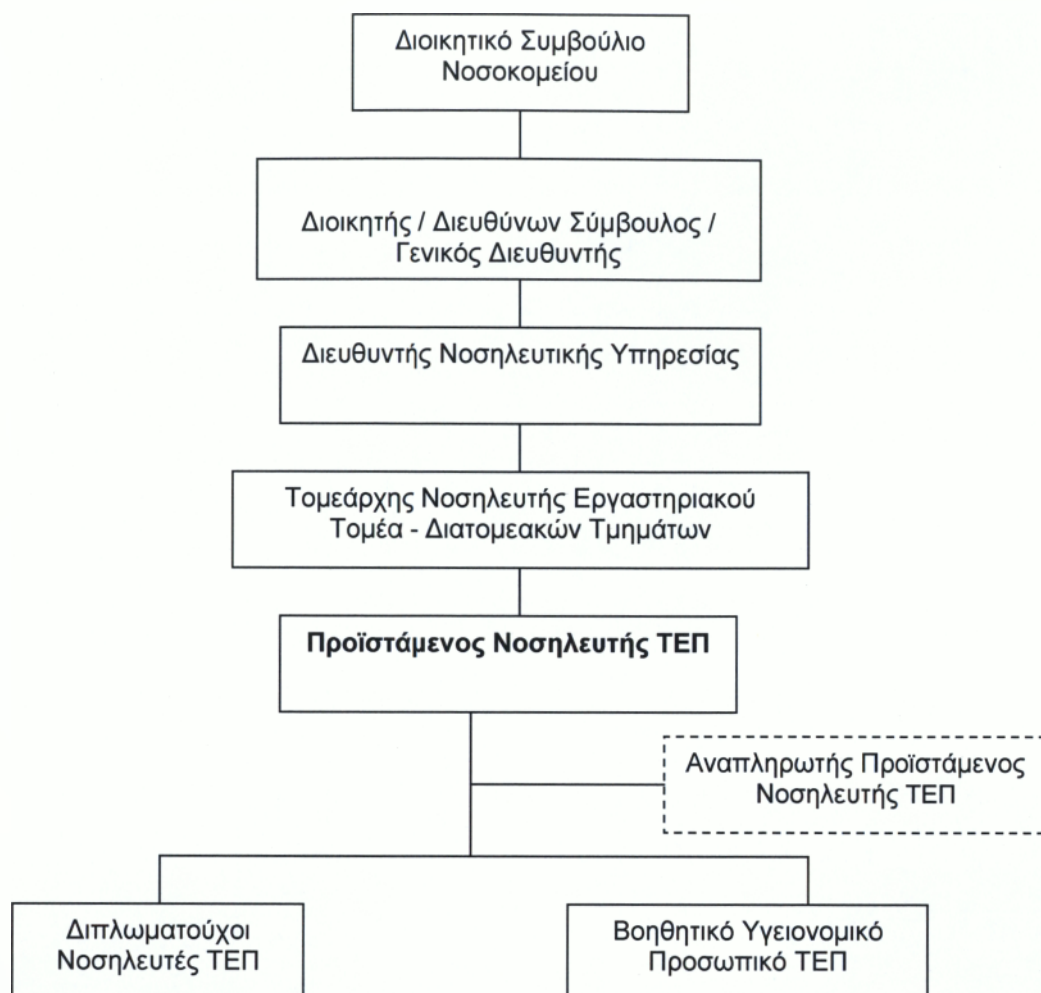 Διοικητικό Συμβούλιο
Νοσοκομείου
Διοικητής / Διευθύνων Σύμβουλος /
Γενικός Διευθυντής
Διευθυντής Νοσηλευτικής Υπηρεσίας
Τομεάρχης Νοσηλευτής Εργαστηριακού
Τομέα - Διατομεακών Τμημάτων
Προϊστάμενος Νοσηλευτής ΤΕΠ
Αναπληρωτής Προϊστάμενος
Νοσηλευτής ΤΕΠ
Διπλωματούχοι
Νοσηλευτές ΤΕΠ
Βοηθητικό Υγειονομικό
Προσωπικό ΤΕΠ